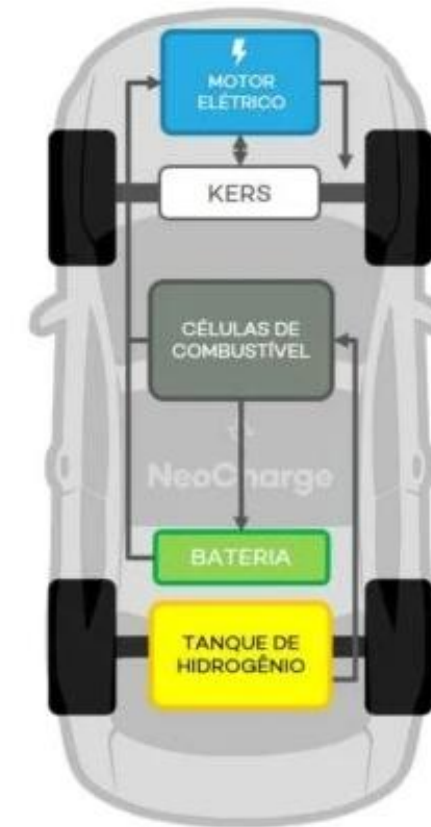 MOTOR
ELÉTRICO
KERS
CÉLULAS DE
COMBUSTÍVEL
NeoCharge
BATERIA
TANQUE DE
HIDROGÊNIO